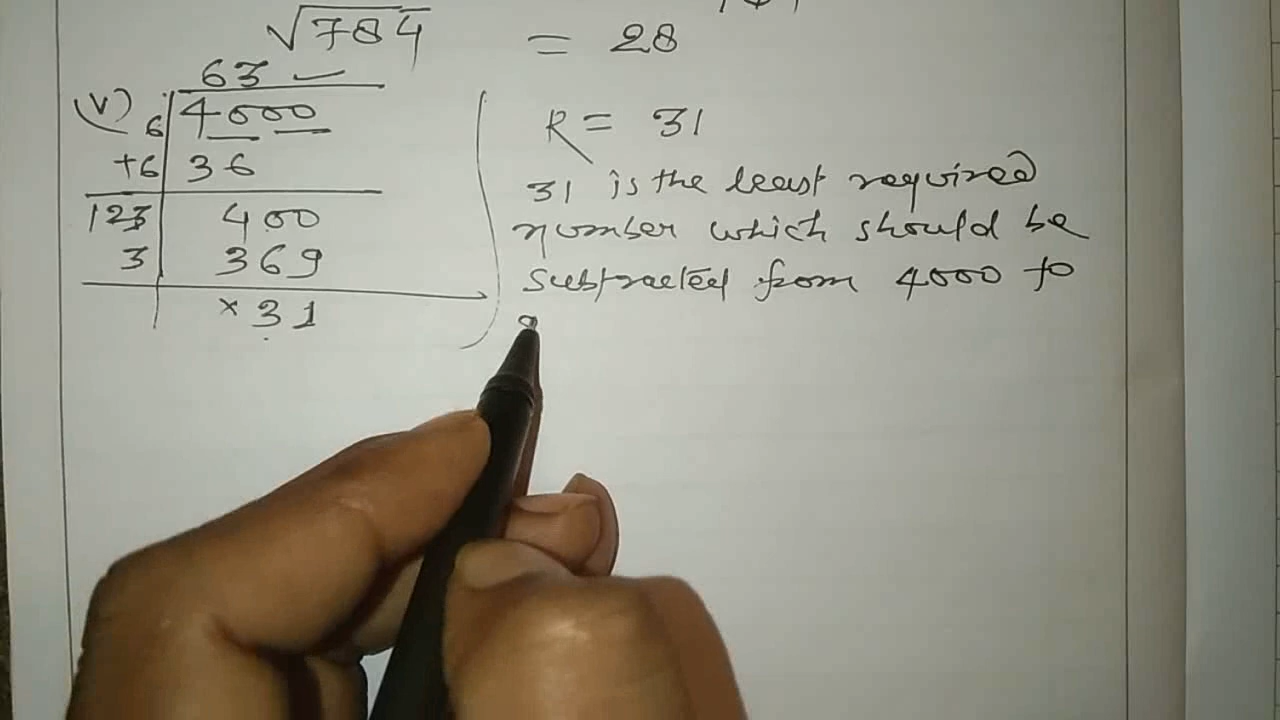 √784 = 28
63
(v) 6 4000
+6 36
123 400
3 369
× 31
R = 31
31 is the least required
number which should be
subtracted from 4000 to